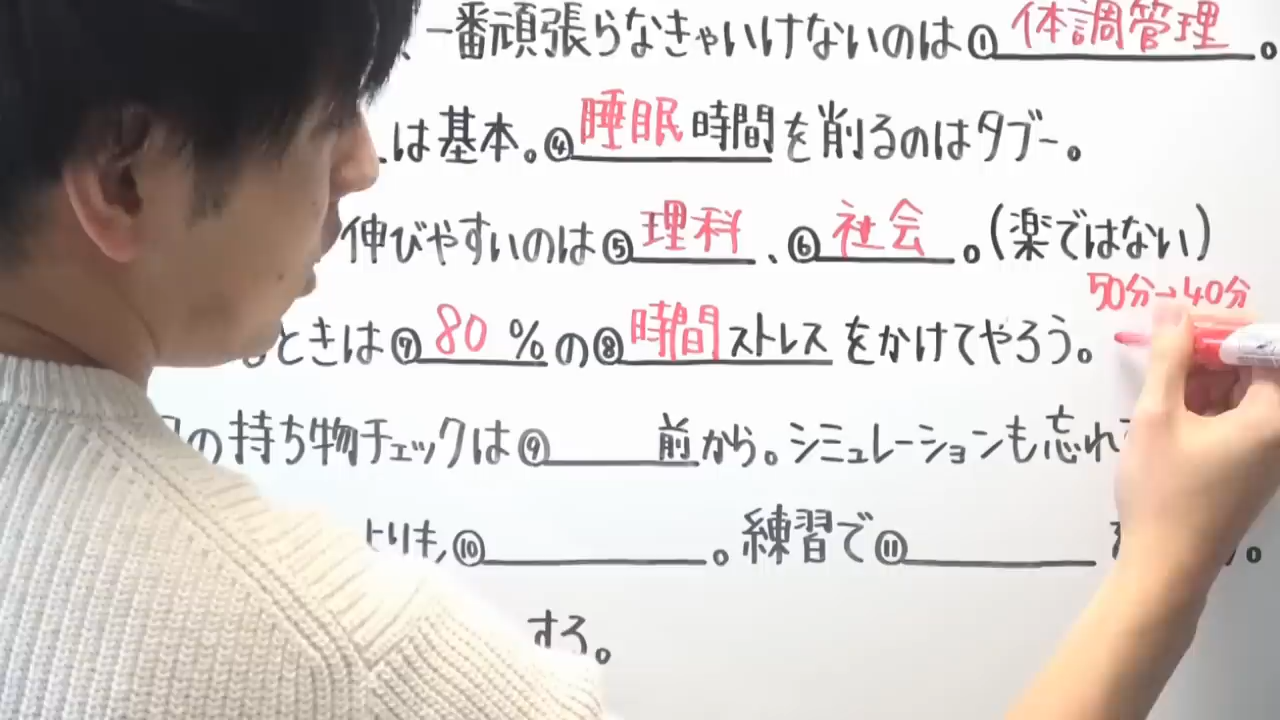 、一番頑張らなきゃいけないのは①体調管理。
は基本。④睡眠時間を削るのはタブー。
伸びやすいのは⑤理科、⑥社会。(楽ではない)
50分→40分
ときは⑦80%の⑧時間ストレスをかけてやろう。
の持ち物チェックは⑨前から。シミュレーションも忘れ
よりも、⑩。練習で⑪。
する。